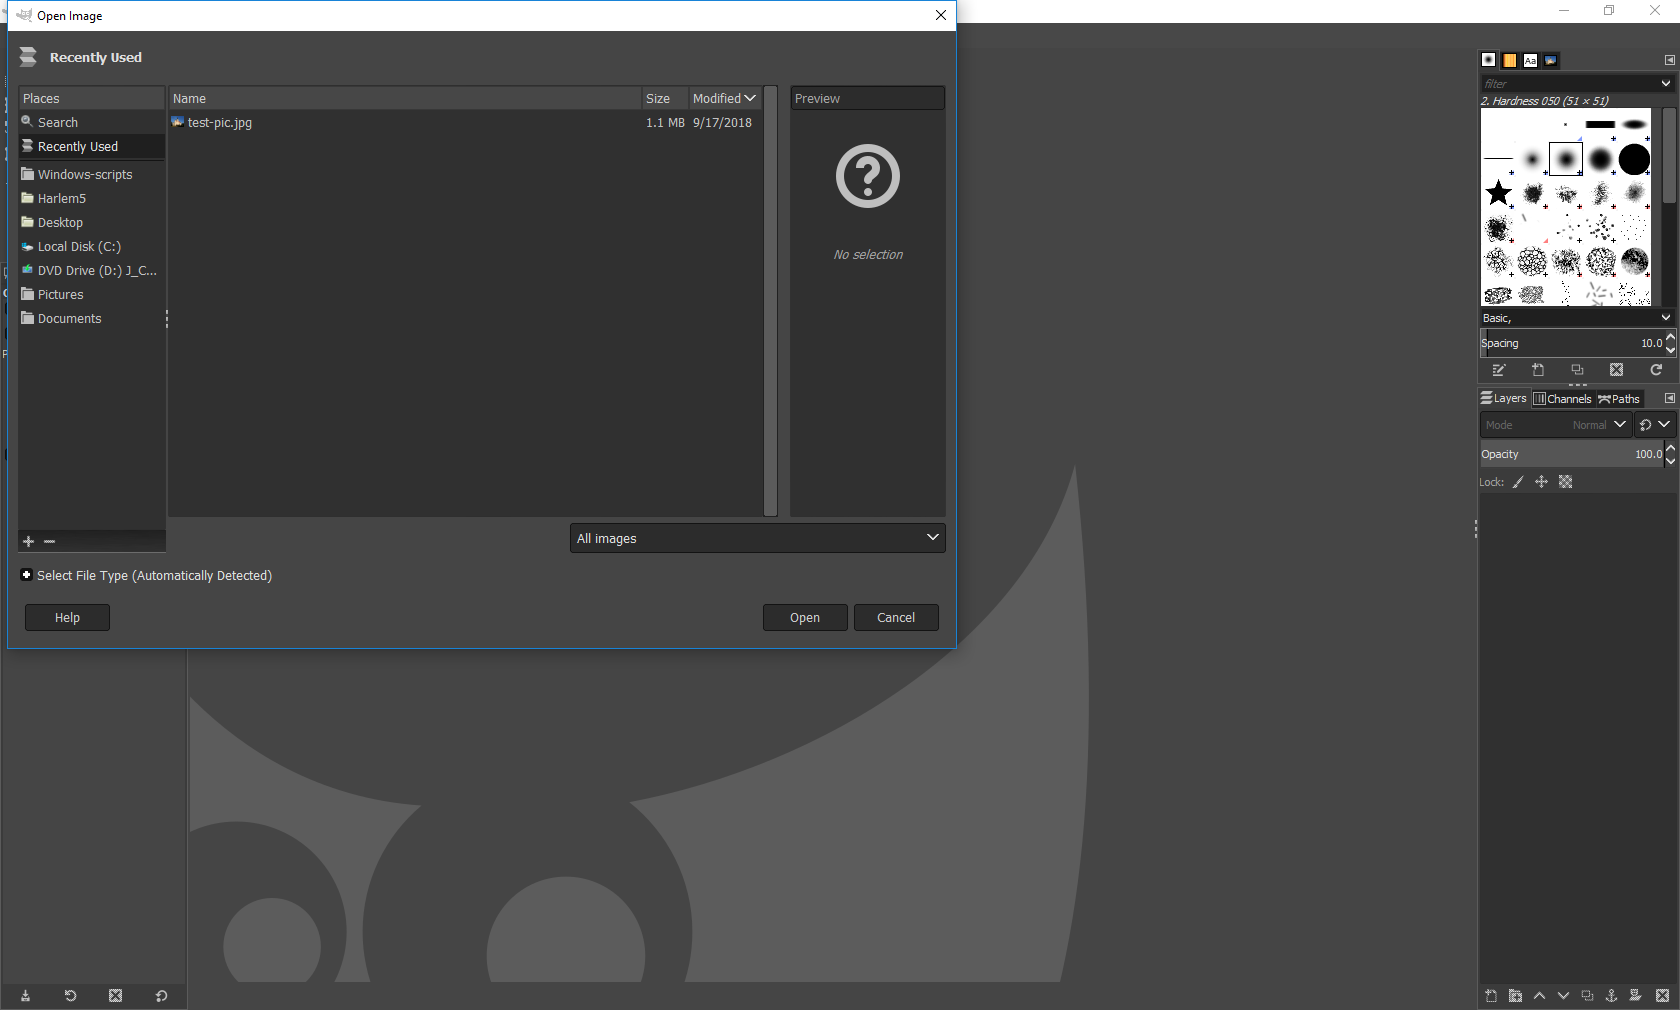 Open Image
Recently Used
Places
Name
Size
Modified
Preview
Search
test-pic.jpg
1.1 MB
9/17/2018
Recently Used
Windows-scripts
Harlem5
Desktop
Local Disk (C:)
DVD Drive (D:) J_C...
Pictures
Documents
No selection
All images
Select File Type (Automatically Detected)
Help
Open
Cancel
Aa
filter
2. Hardness 050 (51 × 51)
Basic,
Spacing
10.0
Layers
Channels
Paths
Mode
Normal
Opacity
100.0
Lock: